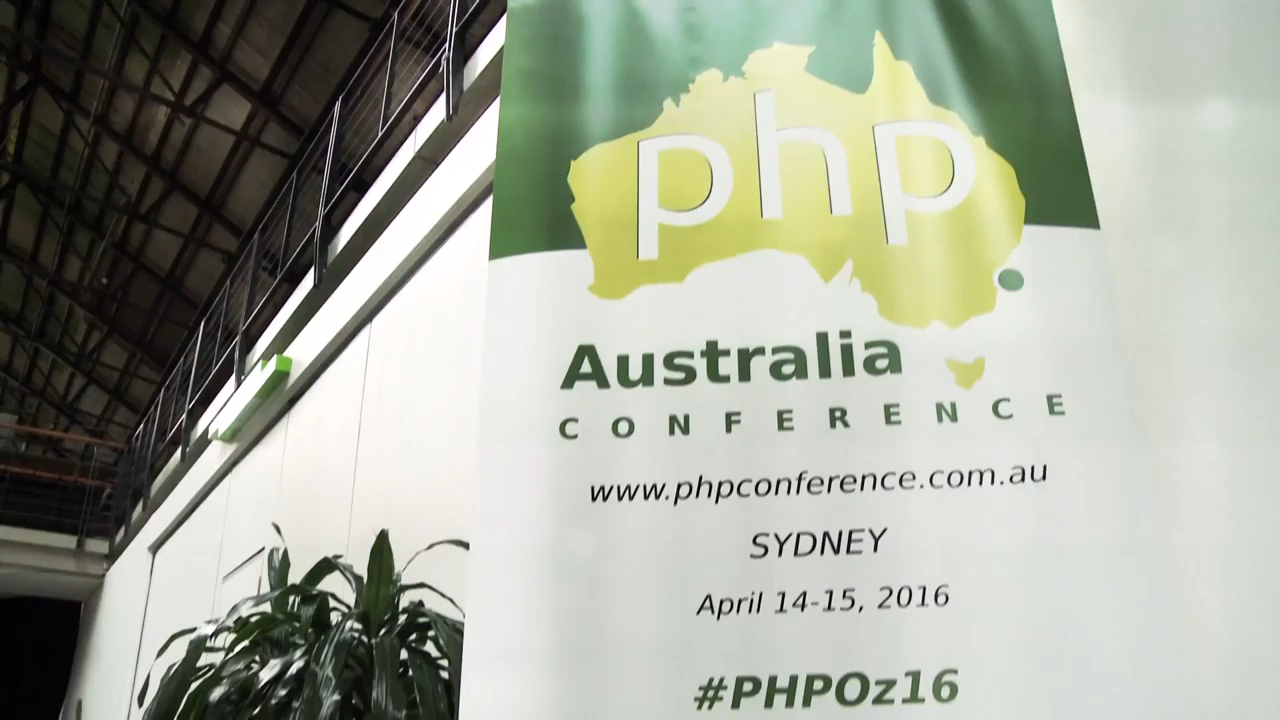 php
Australia
CONFERENCE
www.phpconference.com.au
SYDNEY
April 14-15, 2016
#PHPOz16